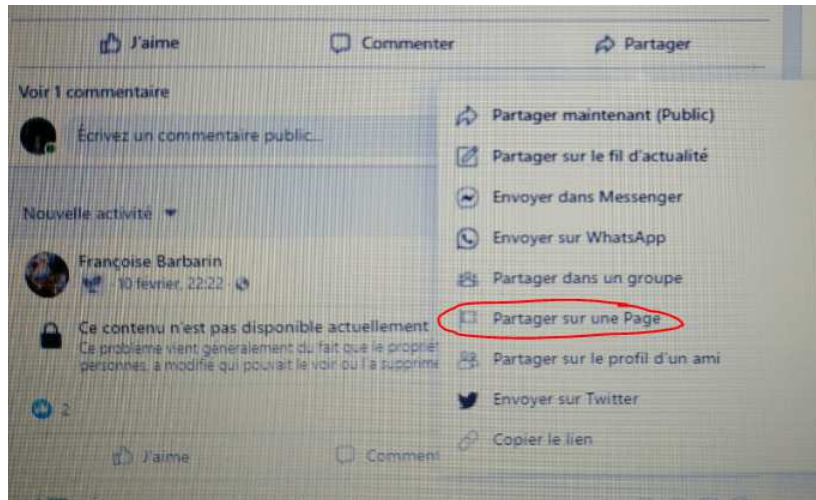 J'aime
Commenter
Partager
Voir 1 commentaire
Écrivez un commentaire public...
Partager maintenant (Public)
Partager sur le fil d'actualité
Envoyer dans Messenger
Envoyer sur WhatsApp
Partager dans un groupe
Partager sur une Page
Partager sur le profil d'un ami
Envoyer sur Twitter
Copier le lien
Nouvelle activité
Françoise Barbarin
10 février, 22:22
Ce contenu n'est pas disponible actuellement
Ce problème vient généralement du fait que le propriét
personnes, a modifié qui pouvait le voir ou l'a supprimé
2
J'aime
Comment